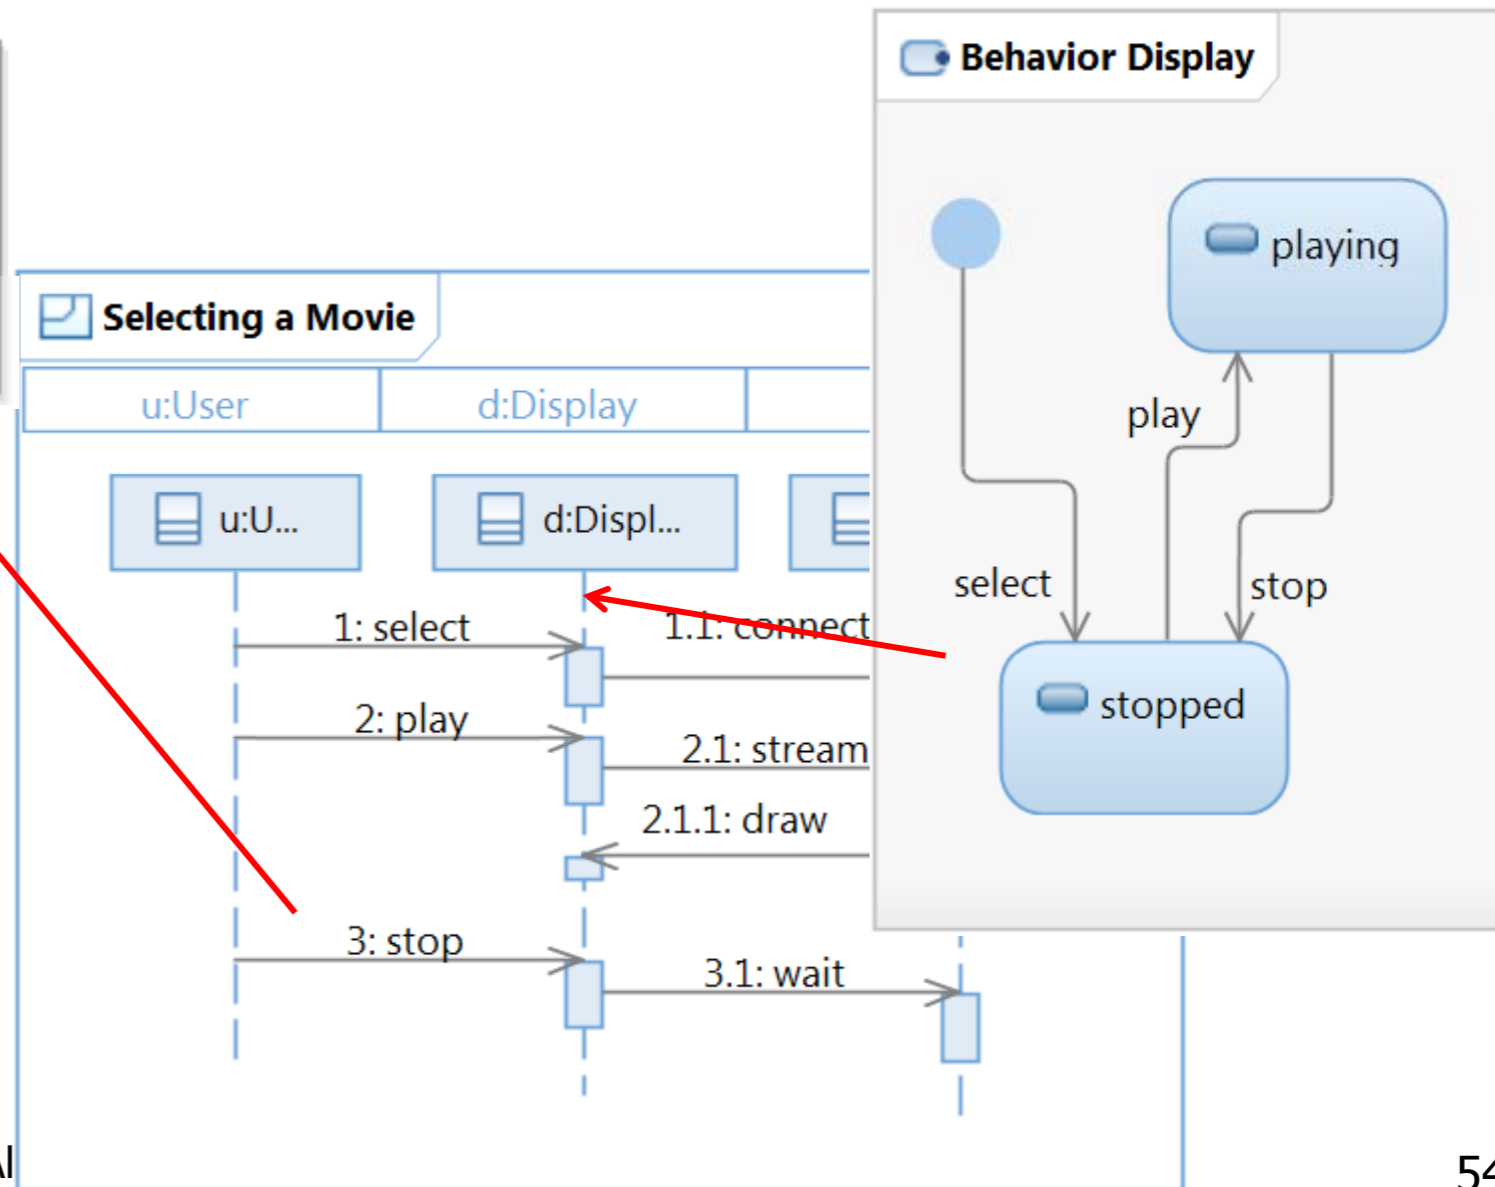 Behavior Display
playing
play
select
stop
stopped
Selecting a Movie
u:User
d:Display
u:U...
d:Displ...
1: select
1.1: connect
2: play
2.1: stream
2.1.1: draw
3: stop
3.1: wait
54